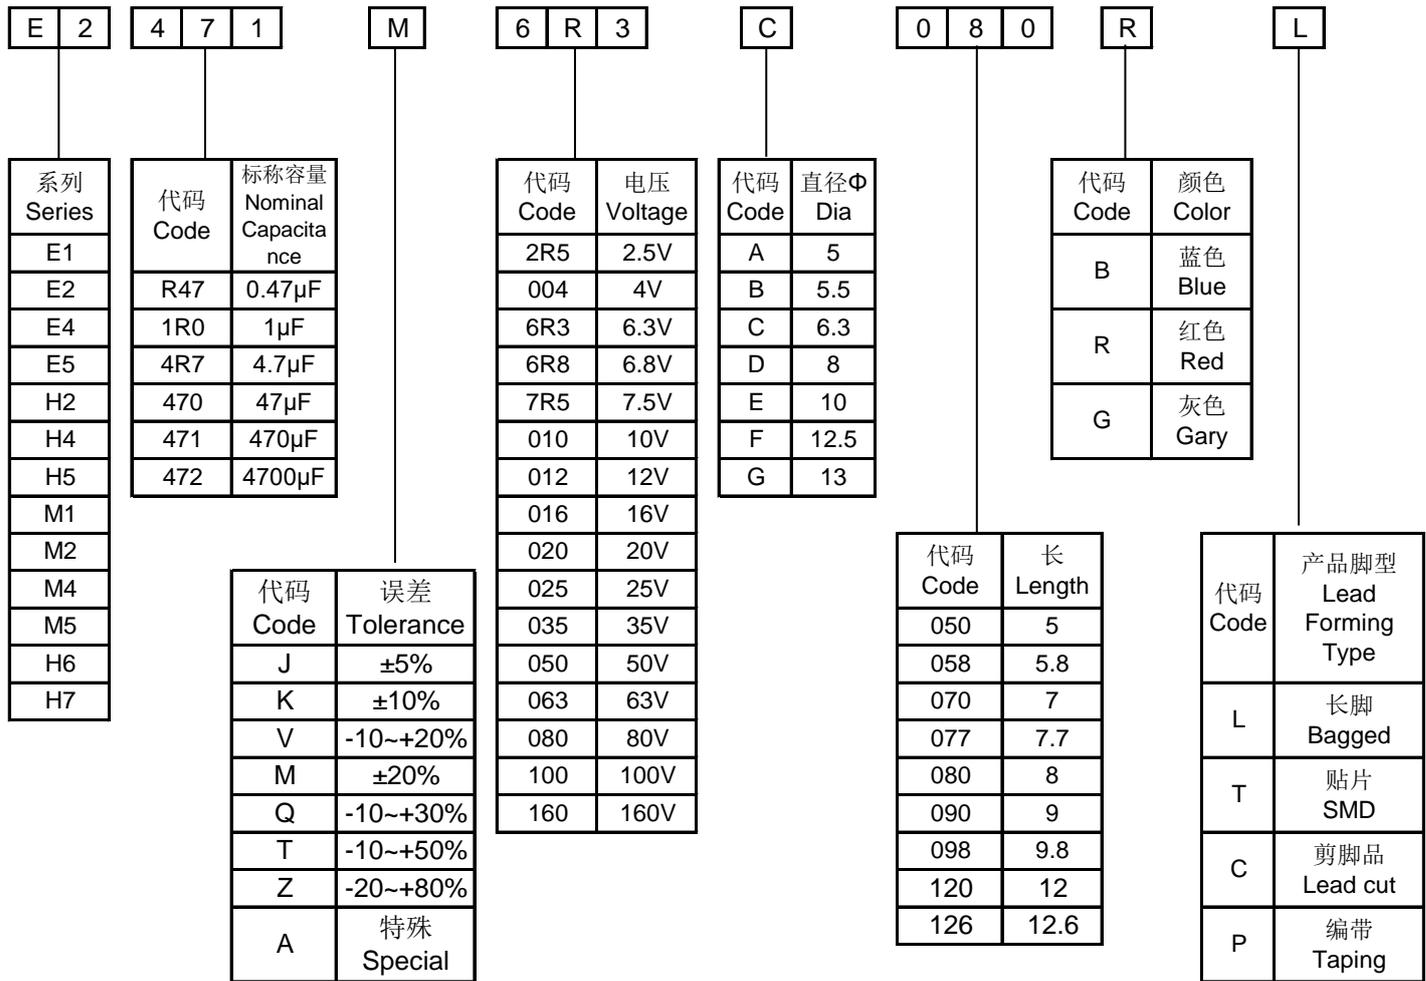 E 2 4 7 1 M 6 R 3 C 0 8 0 R L
系列
Series
E1
E2
E4
E5
H2
H4
H5
M1
M2
M4
M5
H6
H7
代码
Code
标称容量
Nominal
Capacita
nce
R47 0.47µF
1R0 1µF
4R7 4.7µF
470 47µF
471 470µF
472 4700µF
代码
Code
误差
Tolerance
J ±5%
K ±10%
V -10~+20%
M ±20%
Q -10~+30%
T -10~+50%
Z -20~+80%
A
特殊
Special
代码
Code
电压
Voltage
2R5 2.5V
004 4V
6R3 6.3V
6R8 6.8V
7R5 7.5V
010 10V
012 12V
016 16V
020 20V
025 25V
035 35V
050 50V
063 63V
080 80V
100 100V
160 160V
代码
Code
直径Φ
Dia
A 5
B 5.5
C 6.3
D 8
E 10
F 12.5
G 13
代码
Code
长
Length
050 5
058 5.8
070 7
077 7.7
080 8
090 9
098 9.8
120 12
126 12.6
代码
Code
颜色
Color
B
蓝色
Blue
R
红色
Red
G
灰色
Gary
代码
Code
产品脚型
Lead
Forming
Type
L
长脚
Bagged
T
贴片
SMD
C
剪脚品
Lead cut
P
编带
Taping